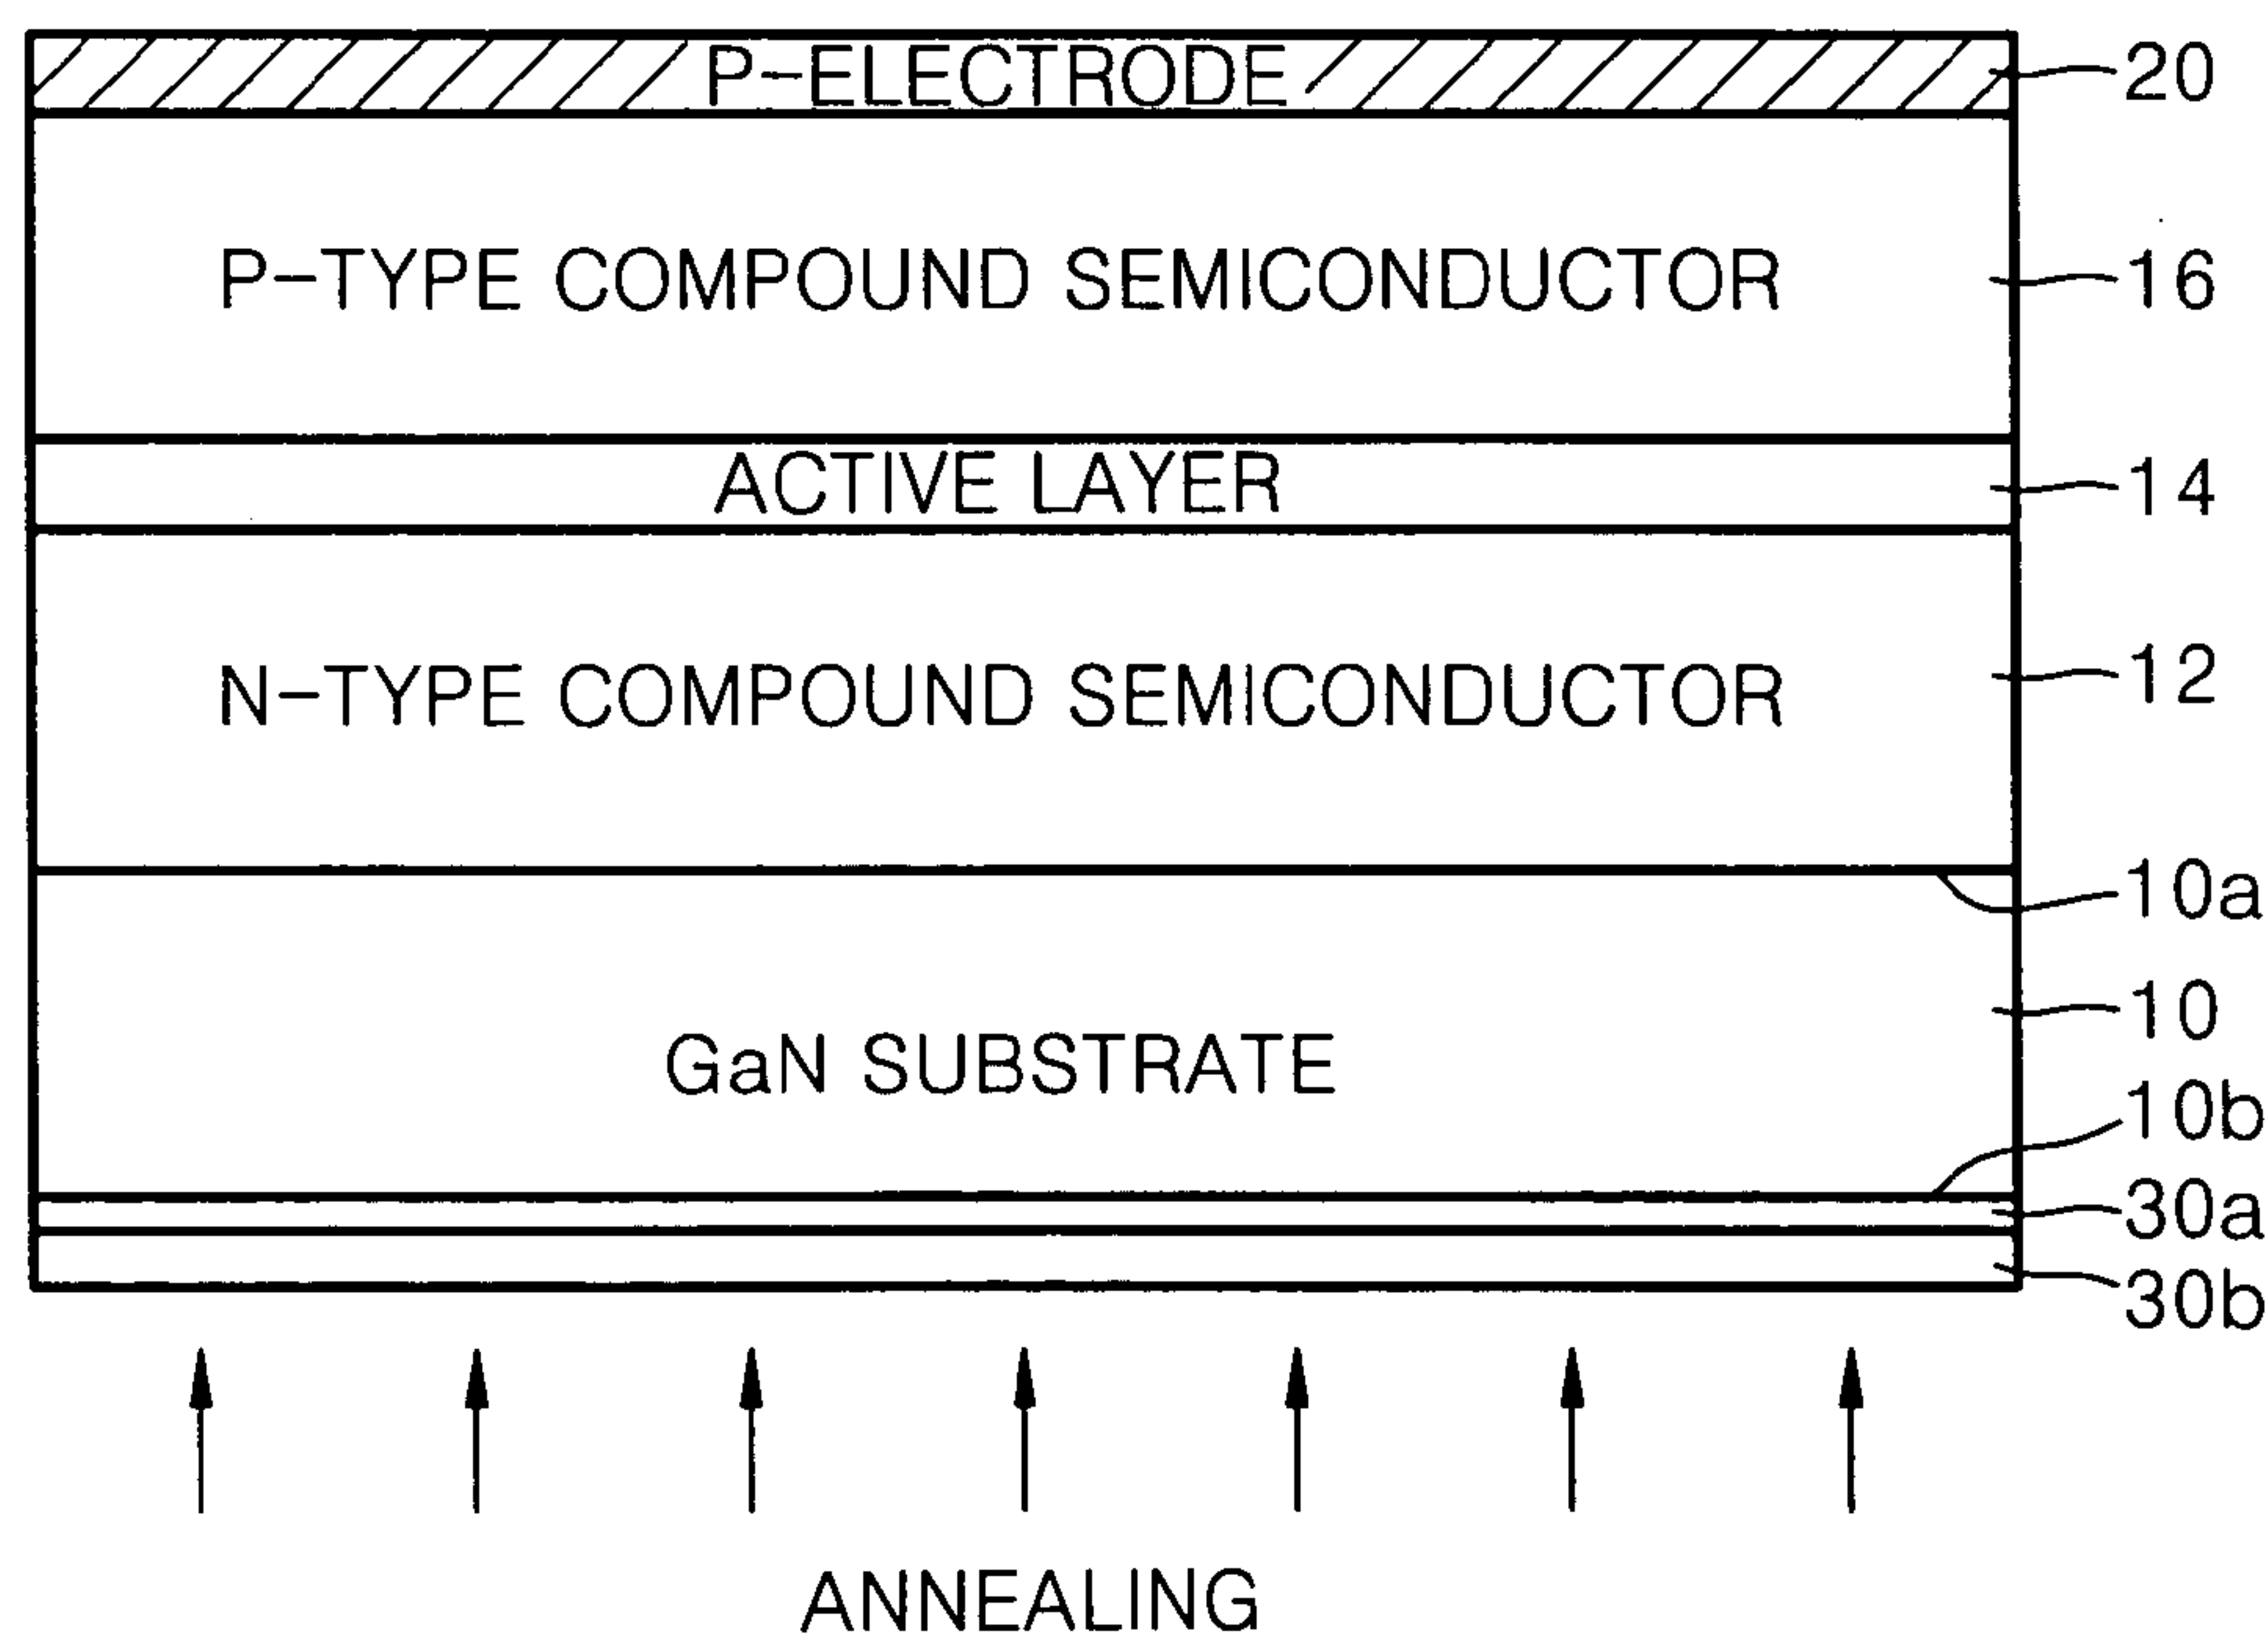 P-ELECTRODE 20
P-TYPE COMPOUND SEMICONDUCTOR 16
ACTIVE LAYER 14
N-TYPE COMPOUND SEMICONDUCTOR 12
10a
10
GaN SUBSTRATE
10b
30a
30b
ANNEALING